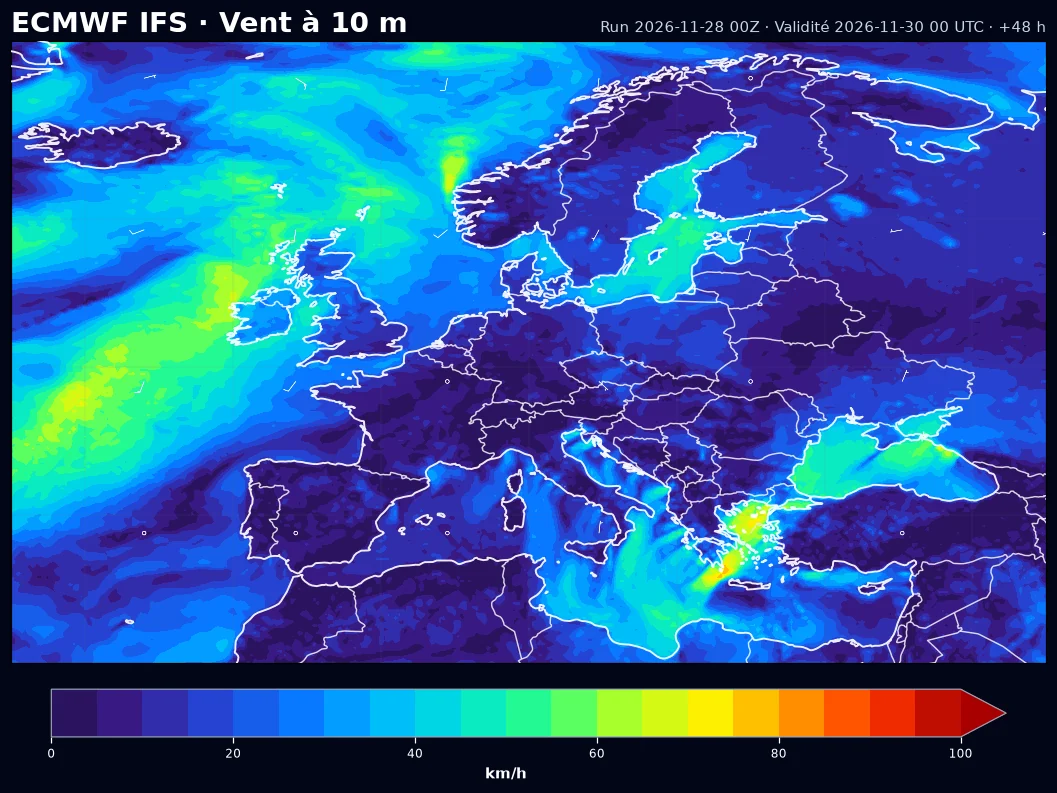 ECMWF IFS · Vent à 10 m
Run 2026-11-28 00Z · Validité 2026-11-30 00 UTC · +48 h
0 20 40 60 80 100
km/h